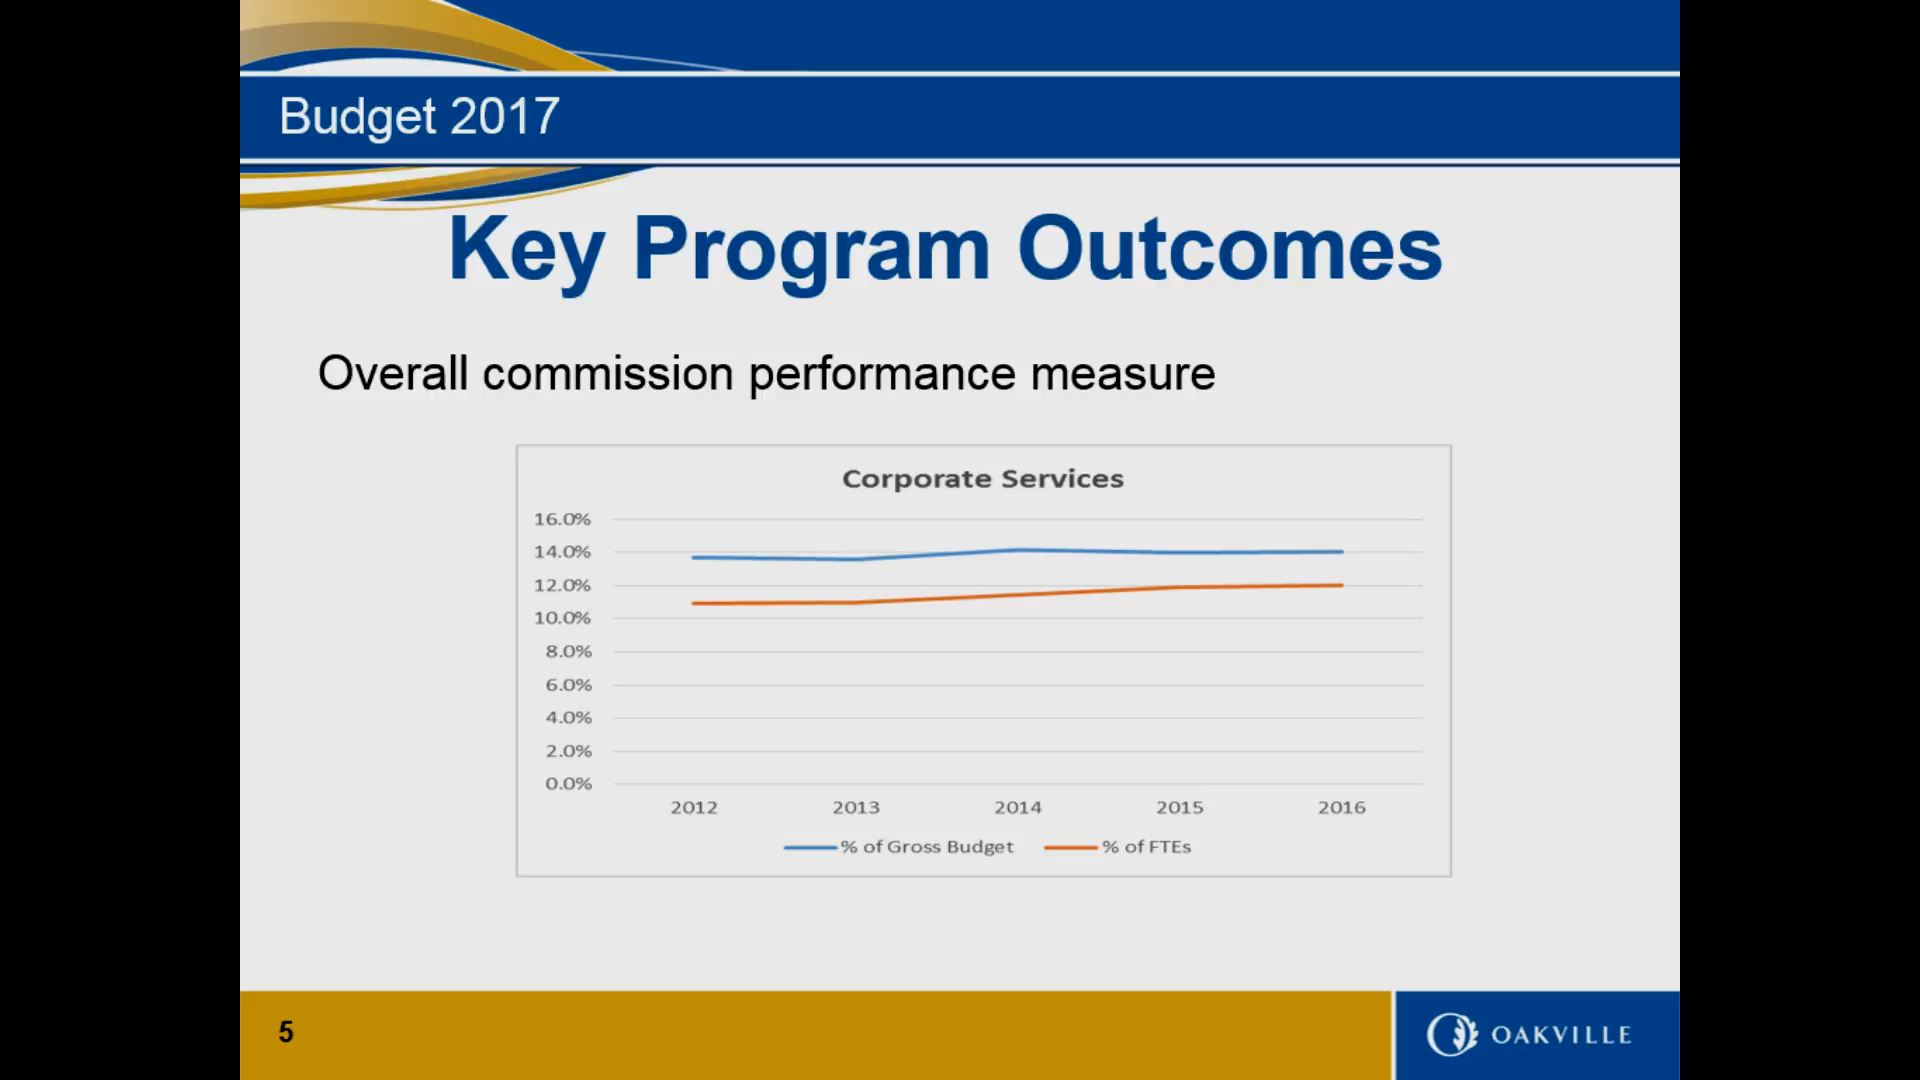 Budget 2017
Key Program Outcomes
Overall commission performance measure
Corporate Services
16.0%
14.0%
12.0%
10.0%
8.0%
6.0%
4.0%
2.0%
0.0%
2012 2013 2014 2015 2016
% of Gross Budget % of FTEs
5
OAKVILLE